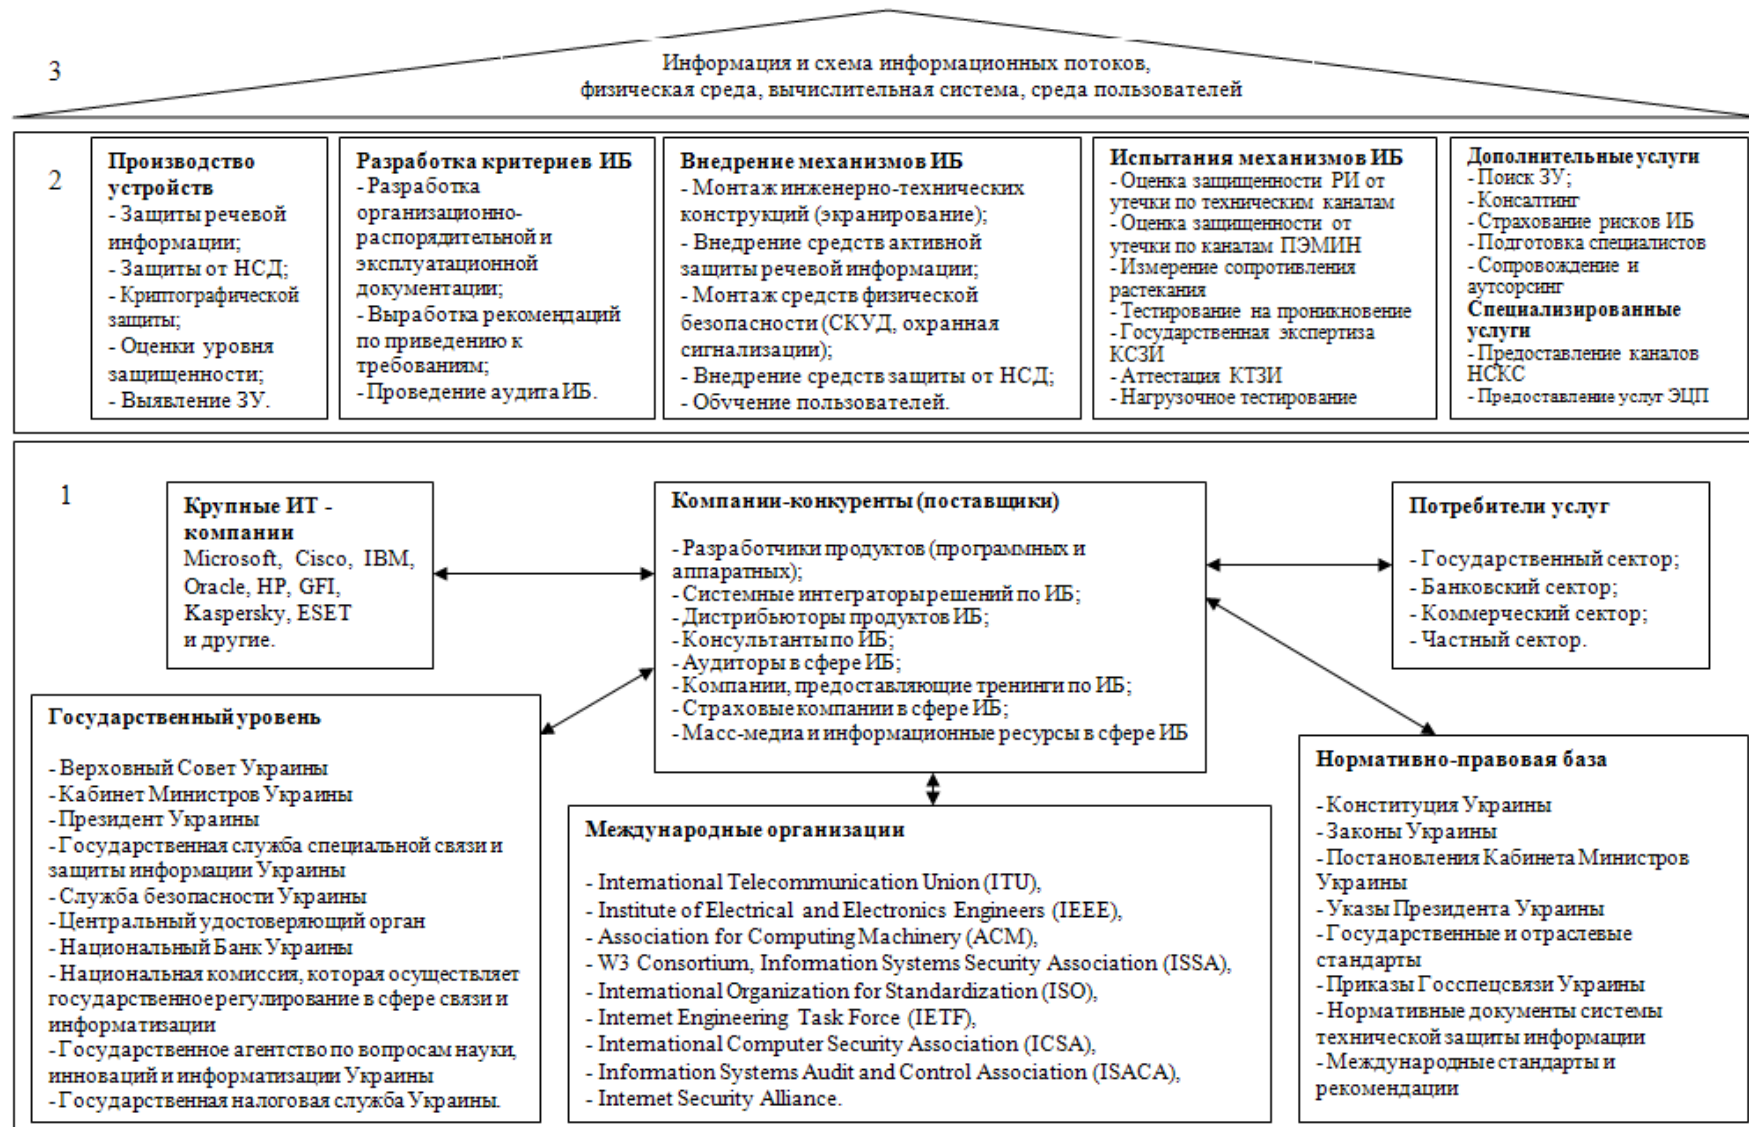 3
Информация и схема информационных потоков,
физическая среда, вычислительная система, среда пользователей
2
Производство
устройств
- Защиты речевой
информации;
- Защиты от НСД;
- Криптографической
защиты;
- Оценки уровня
защищенности;
- Выявление ЗУ.
Разработка критериев ИБ
- Разработка
организационно-
распорядительной и
эксплуатационной
документации;
- Выработка рекомендаций
по приведению к
требованиям;
- Проведение аудита ИБ.
Внедрение механизмов ИБ
- Монтаж инженерно-технических
конструкций (экранирование);
- Внедрение средств активной
защиты речевой информации;
- Монтаж средств физической
безопасности (СКУД, охранная
сигнализации);
- Внедрение средств защиты от НСД;
- Обучение пользователей.
Испытания механизмов ИБ
- Оценка защищенности РИ от
утечки по техническим каналам
- Оценка защищенности от
утечки по каналам ПЭМИН
- Измерение сопротивления
растекания
- Тестирование на проникновение
- Государственная экспертиза
КСЗИ
- Аттестация КТЗИ
- Нагрузочное тестирование
Дополнительные услуги
- Поиск ЗУ;
- Консалтинг
- Страхование рисков ИБ
- Подготовка специалистов
- Сопровождение и
аутсорсинг
Специализированные
услуги
- Предоставление каналов
НСКС
- Предоставление услуг ЭЦП
1
Крупные ИТ -
компании
Microsoft, Cisco, IBM,
Oracle, HP, GFI,
Kaspersky, ESET
и другие.
Компании-конкуренты (поставщики)
- Разработчики продуктов (программных и
аппаратных);
- Системные интеграторы решений по ИБ;
- Дистрибьюторы продуктов ИБ;
- Консультанты по ИБ;
- Аудиторы в сфере ИБ;
- Компании, предоставляющие тренинги по ИБ;
- Страховые компании в сфере ИБ;
- Масс-медиа и информационные ресурсы в сфере ИБ
Потребители услуг
- Государственный сектор;
- Банковский сектор;
- Коммерческий сектор;
- Частный сектор.
Государственный уровень
- Верховный Совет Украины
- Кабинет Министров Украины
- Президент Украины
- Государственная служба специальной связи и
защиты информации Украины
- Служба безопасности Украины
- Центральный удостоверяющий орган
- Национальный Банк Украины
- Национальная комиссия, которая осуществляет
государственное регулирование в сфере связи и
информатизации
- Государственное агентство по вопросам науки,
инноваций и информатизации Украины
- Государственная налоговая служба Украины.
Международные организации
- International Telecommunication Union (ITU),
- Institute of Electrical and Electronics Engineers (IEEE),
- Association for Computing Machinery (ACM),
- W3 Consortium, Information Systems Security Association (ISSA),
- International Organization for Standardization (ISO),
- Internet Engineering Task Force (IETF),
- International Computer Security Association (ICSA),
- Information Systems Audit and Control Association (ISACA),
- Internet Security Alliance.
Нормативно-правовая база
- Конституция Украины
- Законы Украины
- Постановления Кабинета Министров
Украины
- Указы Президента Украины
- Государственные и отраслевые
стандарты
- Приказы Госспецсвязи Украины
- Нормативные документы системы
технической защиты информации
- Международные стандарты и
рекомендации